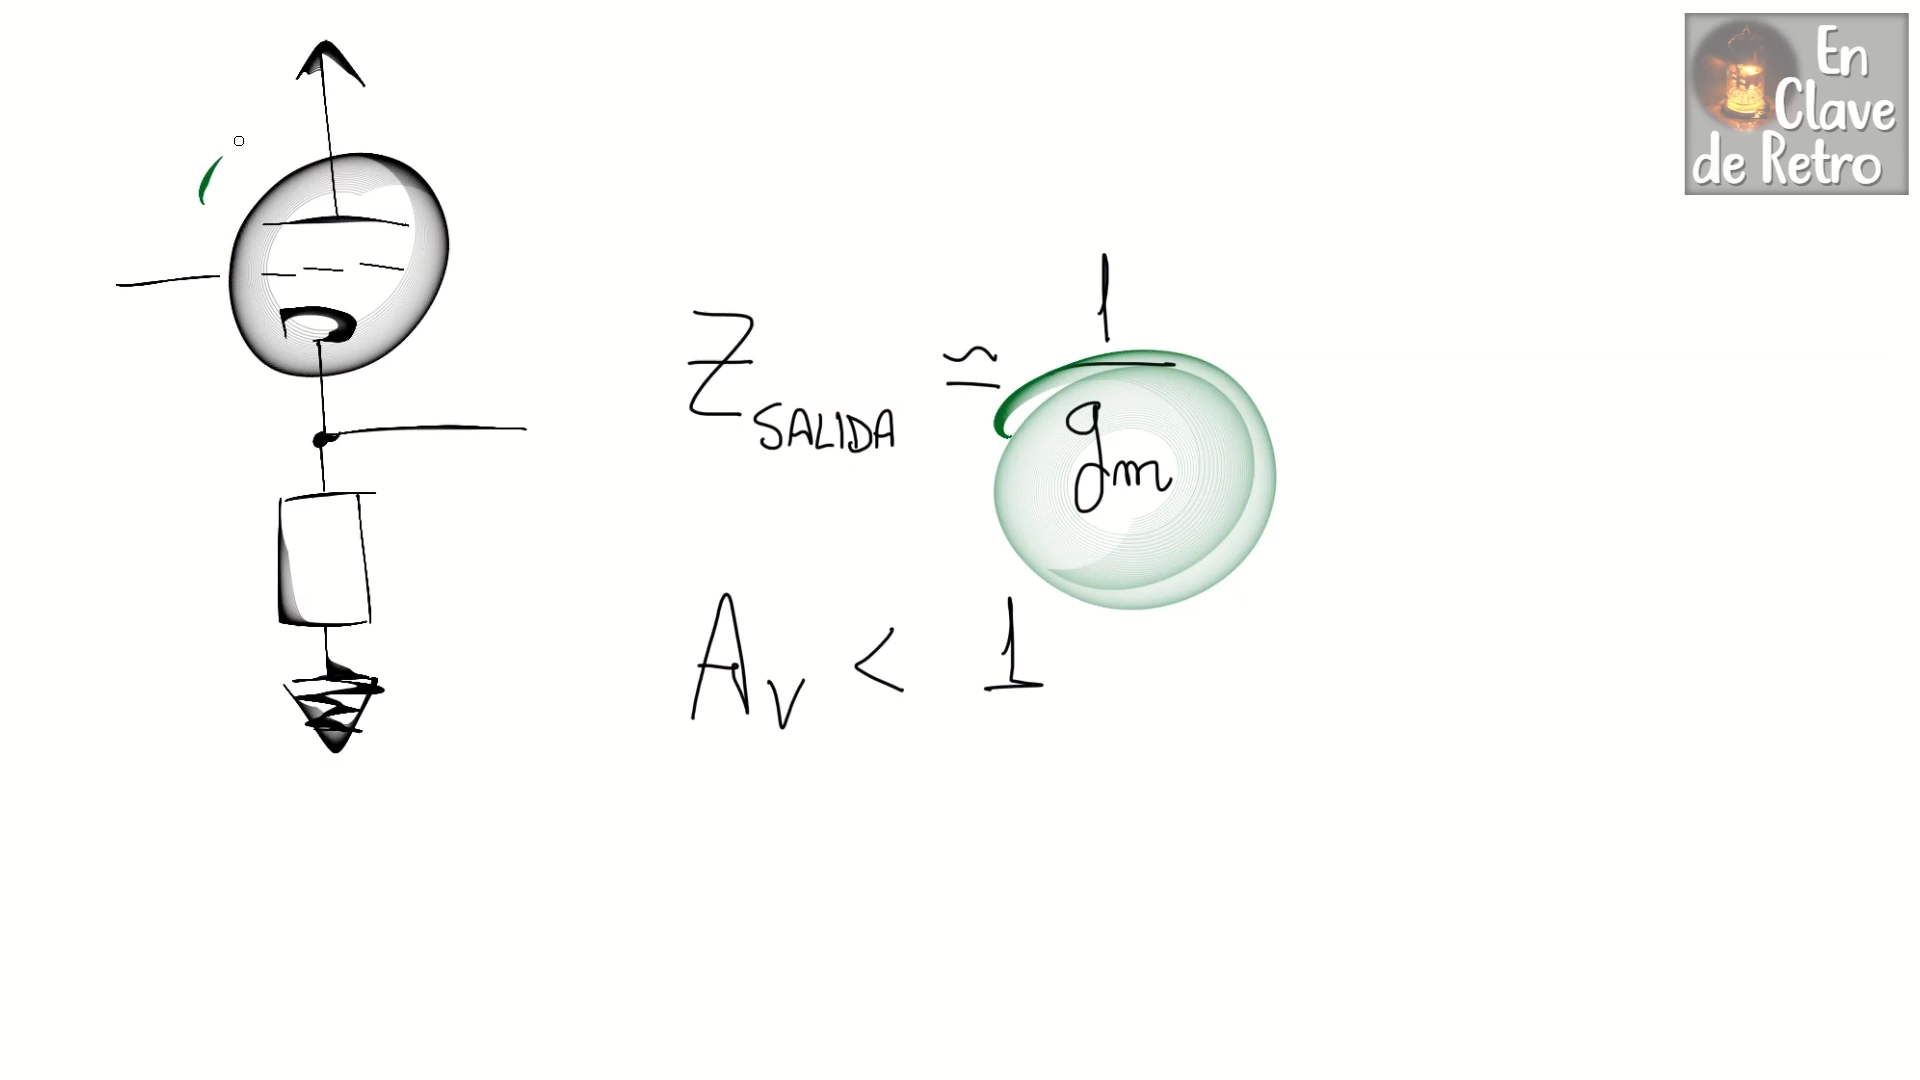 En
Clave
de Retro
Z SALIDA ≃ 1
gm
Av < 1